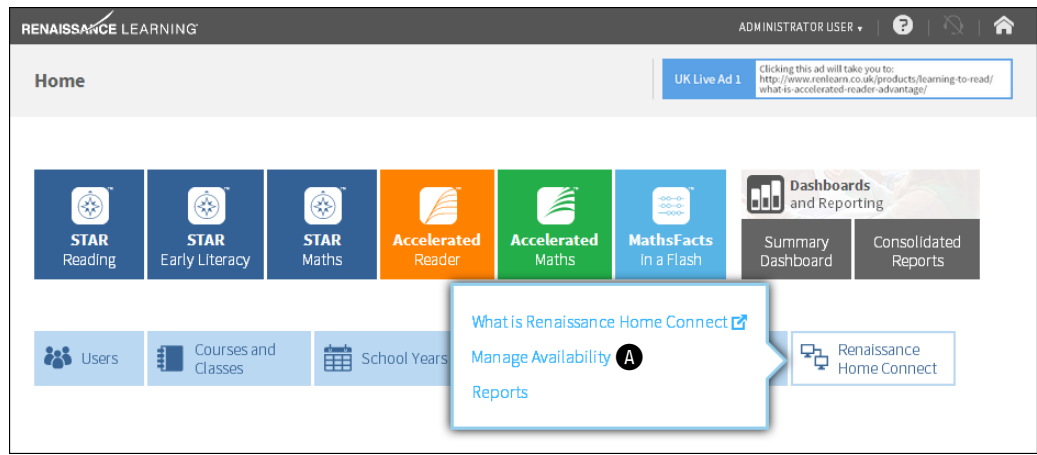 RENAISSANCE LEARNING
ADMINISTRATOR USER
?
Home
UK Live Ad 1
Clicking this ad will take you to:
http://www.renlearn.co.uk/products/learning-to-read/
what-is-accelerated-reader-advantage/
STAR
Reading
STAR
Early Literacy
STAR
Maths
Accelerated
Reader
Accelerated
Maths
MathsFacts
in a Flash
Dashboards
and Reporting
Summary
Dashboard
Consolidated
Reports
Users
Courses and
Classes
School Years
What is Renaissance Home Connect
Manage Availability A
Reports
Renaissance
Home Connect